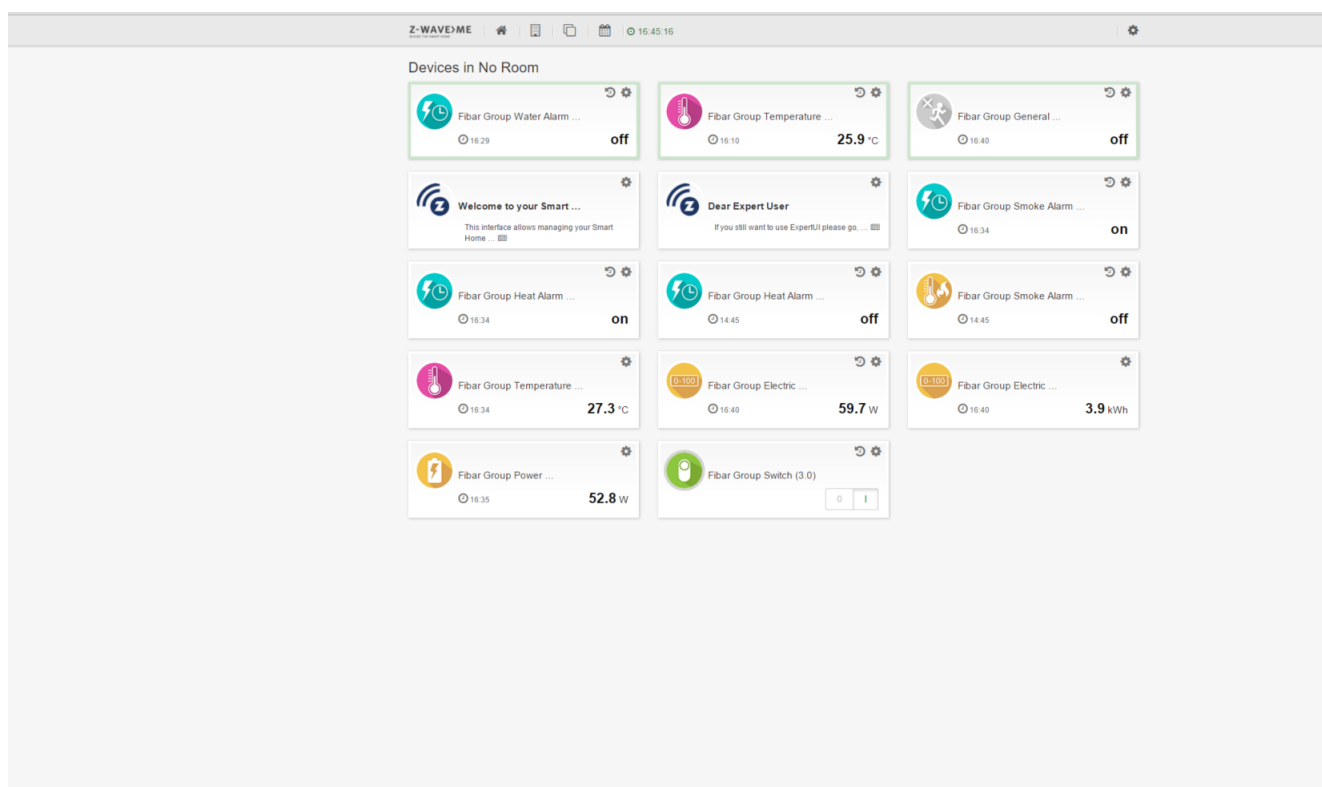 Z-WAVE>ME
16:45:16
Devices in No Room
Fibar Group Water Alarm ...
16:29 off
Fibar Group Temperature ...
16:10 25.9 °C
Fibar Group General ...
16:40 off
Welcome to your Smart ...
This interface allows managing your Smart
Home ...
Dear Expert User
If you still want to use ExpertUI please go, ...
Fibar Group Smoke Alarm ...
16:34 on
Fibar Group Heat Alarm ...
16:34 on
Fibar Group Heat Alarm ...
14:45 off
Fibar Group Smoke Alarm ...
14:45 off
Fibar Group Temperature ...
16:34 27.3 °C
0-100
Fibar Group Electric ...
16:40 59.7 W
0-100
Fibar Group Electric ...
16:40 3.9 kWh
Fibar Group Power ...
16:35 52.8 W
Fibar Group Switch (3.0)
0 I